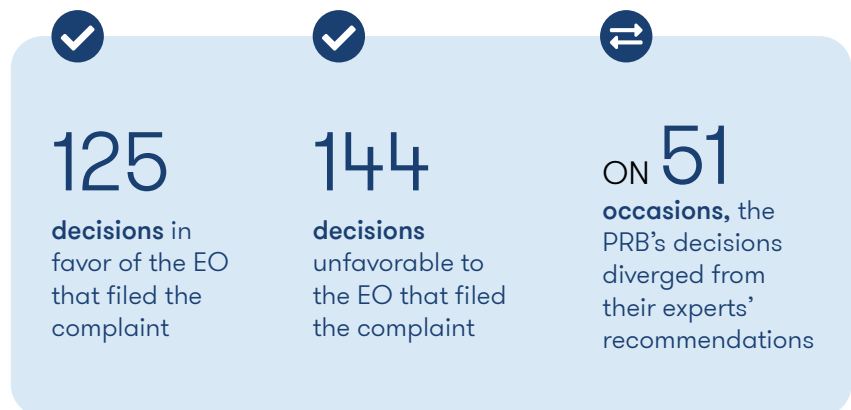 125
decisions in
favor of the EO
that filed the
complaint
144
decisions
unfavorable to
the EO that filed
the complaint
ON 51
occasions, the
PRB’s decisions
diverged from
their experts’
recommendations